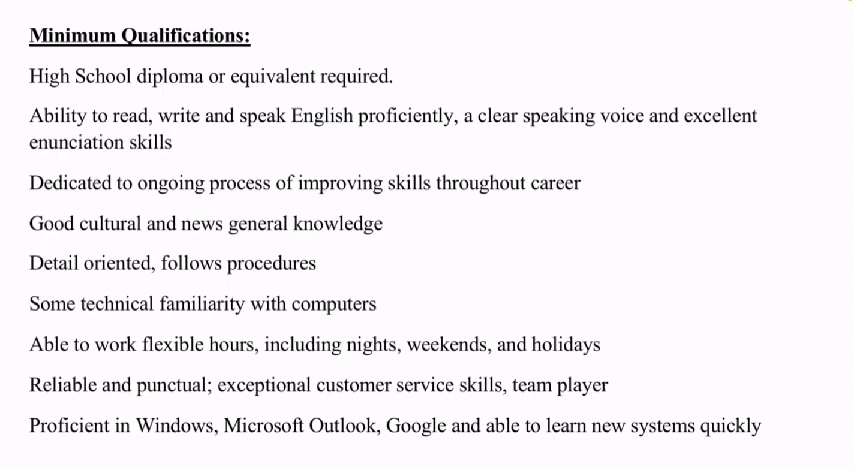 Minimum Qualifications:
High School diploma or equivalent required.
Ability to read, write and speak English proficiently, a clear speaking voice and excellent
enunciation skills
Dedicated to ongoing process of improving skills throughout career
Good cultural and news general knowledge
Detail oriented, follows procedures
Some technical familiarity with computers
Able to work flexible hours, including nights, weekends, and holidays
Reliable and punctual; exceptional customer service skills, team player
Proficient in Windows, Microsoft Outlook, Google and able to learn new systems quickly